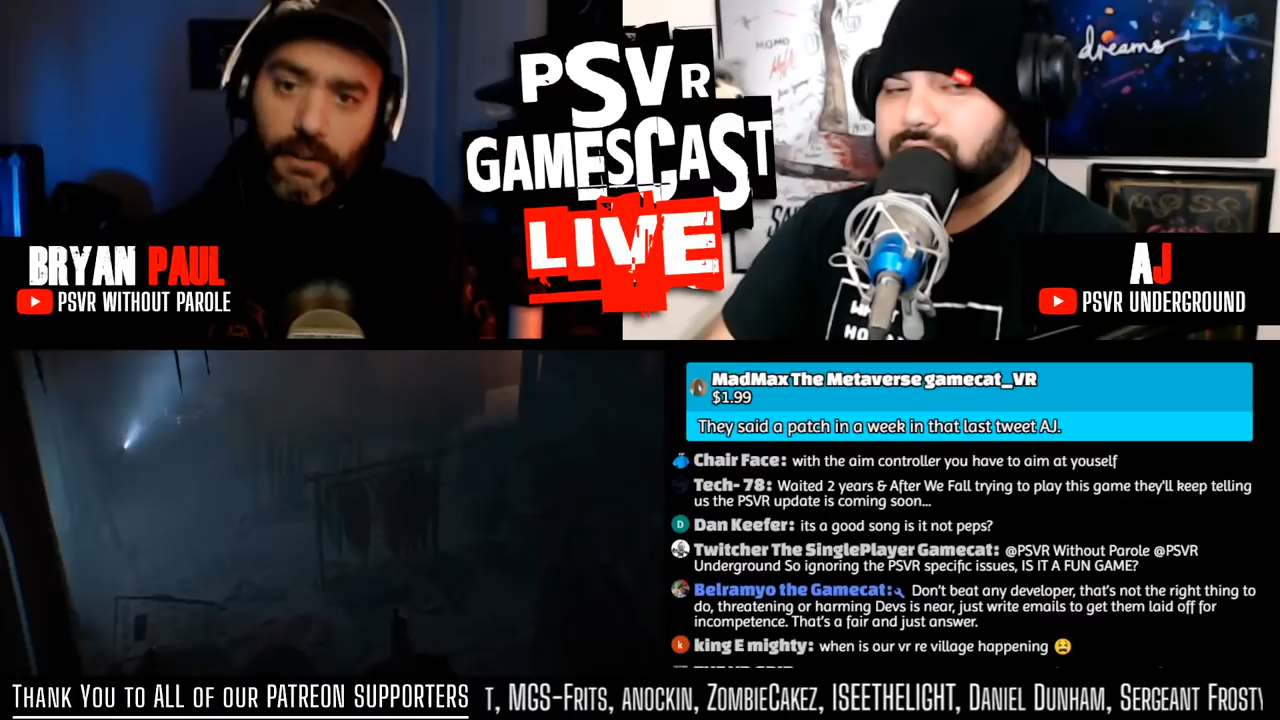 PSVR
GAMESCAST
LIVE
dreams
BRYAN PAUL
PSVR WITHOUT PAROLE
AJ
PSVR UNDERGROUND
MadMax The Metaverse gamecat_VR
$1.99
They said a patch in a week in that last tweet AJ.
Chair Face: with the aim controller you have to aim at youself
Tech- 78: Waited 2 years & After We Fall trying to play this game they'll keep telling
us the PSVR update is coming soon...
Dan Keefer: its a good song is it not peps?
Twitcher The SinglePlayer Gamecat: @PSVR Without Parole @PSVR
Underground So ignoring the PSVR specific issues, IS IT A FUN GAME?
Belramyo the Gamecat: Don't beat any developer, that's not the right thing to
do, threatening or harming Devs is near, just write emails to get them laid off for
incompetence. That's a fair and just answer.
king E mighty: when is our vr re village happening 😫
THANK YOU TO ALL OF OUR PATREON SUPPORTERS
T, MGS-FRITS, ANOCKIN, ZOMBIECAKEZ, ISEETHELIGHT, DANIEL DUNHAM, SERGEANT FROSTY